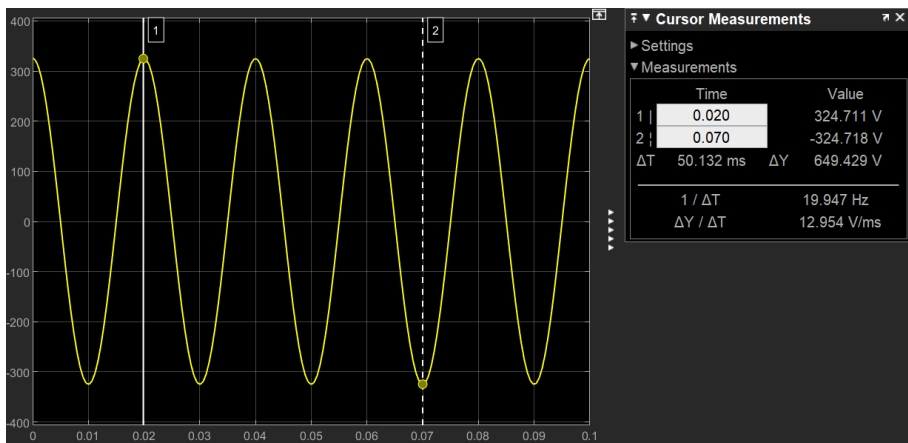 400
300
200
100
0
-100
-200
-300
-400
0 0.01 0.02 0.03 0.04 0.05 0.06 0.07 0.08 0.09 0.1
1
2
Cursor Measurements
Settings
Measurements
Time Value
1 | 0.020 324.711 V
2 ¦ 0.070 -324.718 V
ΔT 50.132 ms ΔY 649.429 V
1 / ΔT 19.947 Hz
ΔY / ΔT 12.954 V/ms